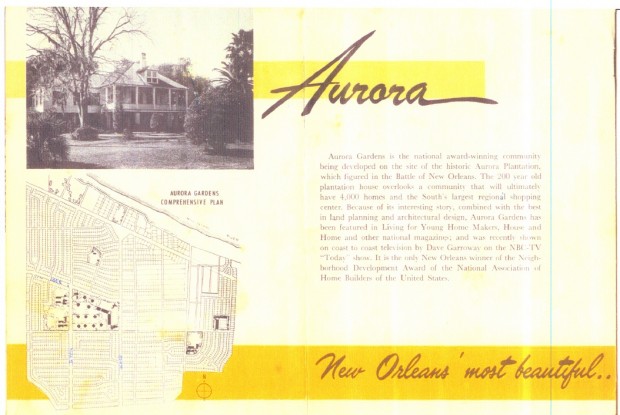 Aurora
Aurora Gardens is the national award-winning community
being developed on the site of the historic Aurora Plantation,
which figured in the Battle of New Orleans. The 200 year old
plantation house overlooks a community that will ultimately
have 4,000 homes and the South's largest regional shopping
center. Because of its interesting story, combined with the best
in land planning and architectural design, Aurora Gardens has
been featured in Living for Young Home Makers, House and
Home and other national magazines; and was recently shown
on coast to coast television by Dave Garroway on the NBC-TV
"Today" show. It is the only New Orleans winner of the Neigh-
borhood Development Award of the National Association of
Home Builders of the United States.
AURORA GARDENS
COMPREHENSIVE PLAN
New Orleans' most beautiful..